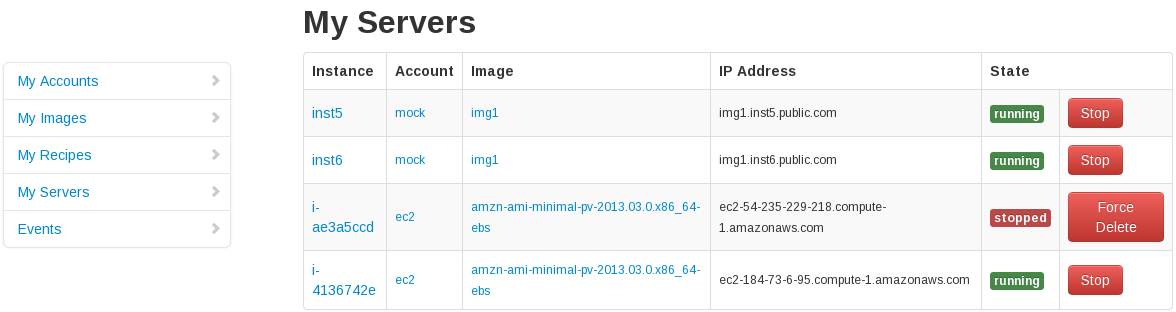 My Servers
My Accounts
My Images
My Recipes
My Servers
Events
Instance Account Image IP Address State
inst5 mock img1 img1.inst5.public.com running Stop
inst6 mock img1 img1.inst6.public.com running Stop
i-
ae3a5ccd
ec2
amzn-ami-minimal-pv-2013.03.0.x86_64-
ebs
ec2-54-235-229-218.compute-
1.amazonaws.com
stopped
Force
Delete
i-
4136742e
ec2
amzn-ami-minimal-pv-2013.03.0.x86_64-
ebs
ec2-184-73-6-95.compute-1.amazonaws.com
running
Stop